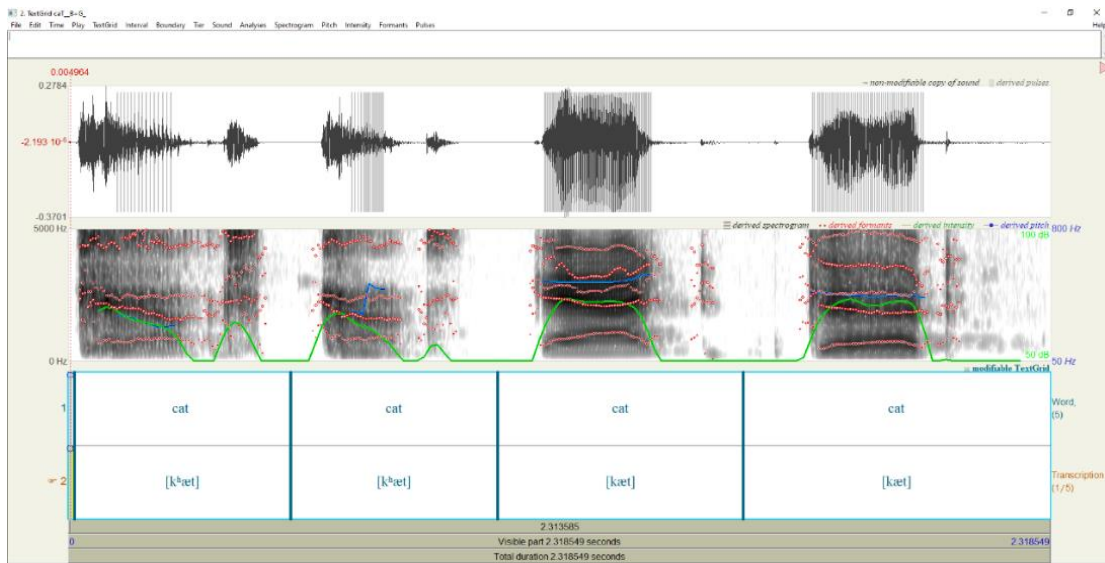 2. TextGrid caT__B+G_
File Edit Time Play TextGrid Interval Boundary Tier Sound Analyses Spectrogram Pitch Intensity Formants Pulses Help
0.004964
0.2784
~ non-modifiable copy of sound derived pulses
-2.193 10-5
-0.3701
5000 Hz derived spectrogram derived formants derived intensity derived pitch 800 Hz
100 dB
0 Hz 50 dB 50 Hz
modifiable TextGrid
1 cat cat cat cat Word, (5)
2 [kʰæt] [kʰæt] [kæt] [kæt] Transcription (1/5)
2.313585
0 Visible part 2.318549 seconds 2.318549
Total duration 2.318549 seconds